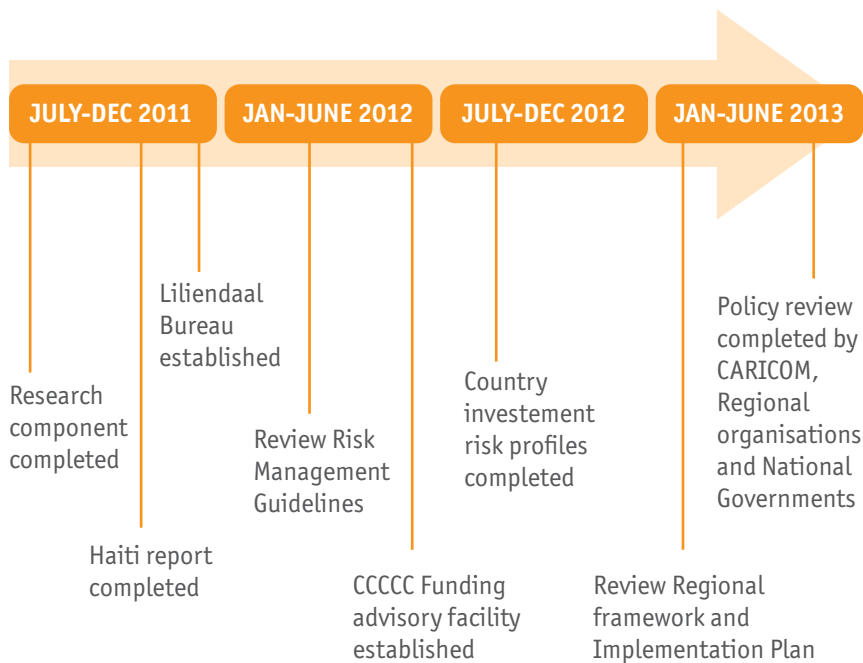 JULY-DEC 2011
JAN-JUNE 2012
JULY-DEC 2012
JAN-JUNE 2013
Research
component
completed
Haiti report
completed
Liliendaal
Bureau
established
Review Risk
Management
Guidelines
CCCCC Funding
advisory facility
established
Country
investement
risk profiles
completed
Review Regional
framework and
Implementation Plan
Policy review
completed by
CARICOM,
Regional
organisations
and National
Governments